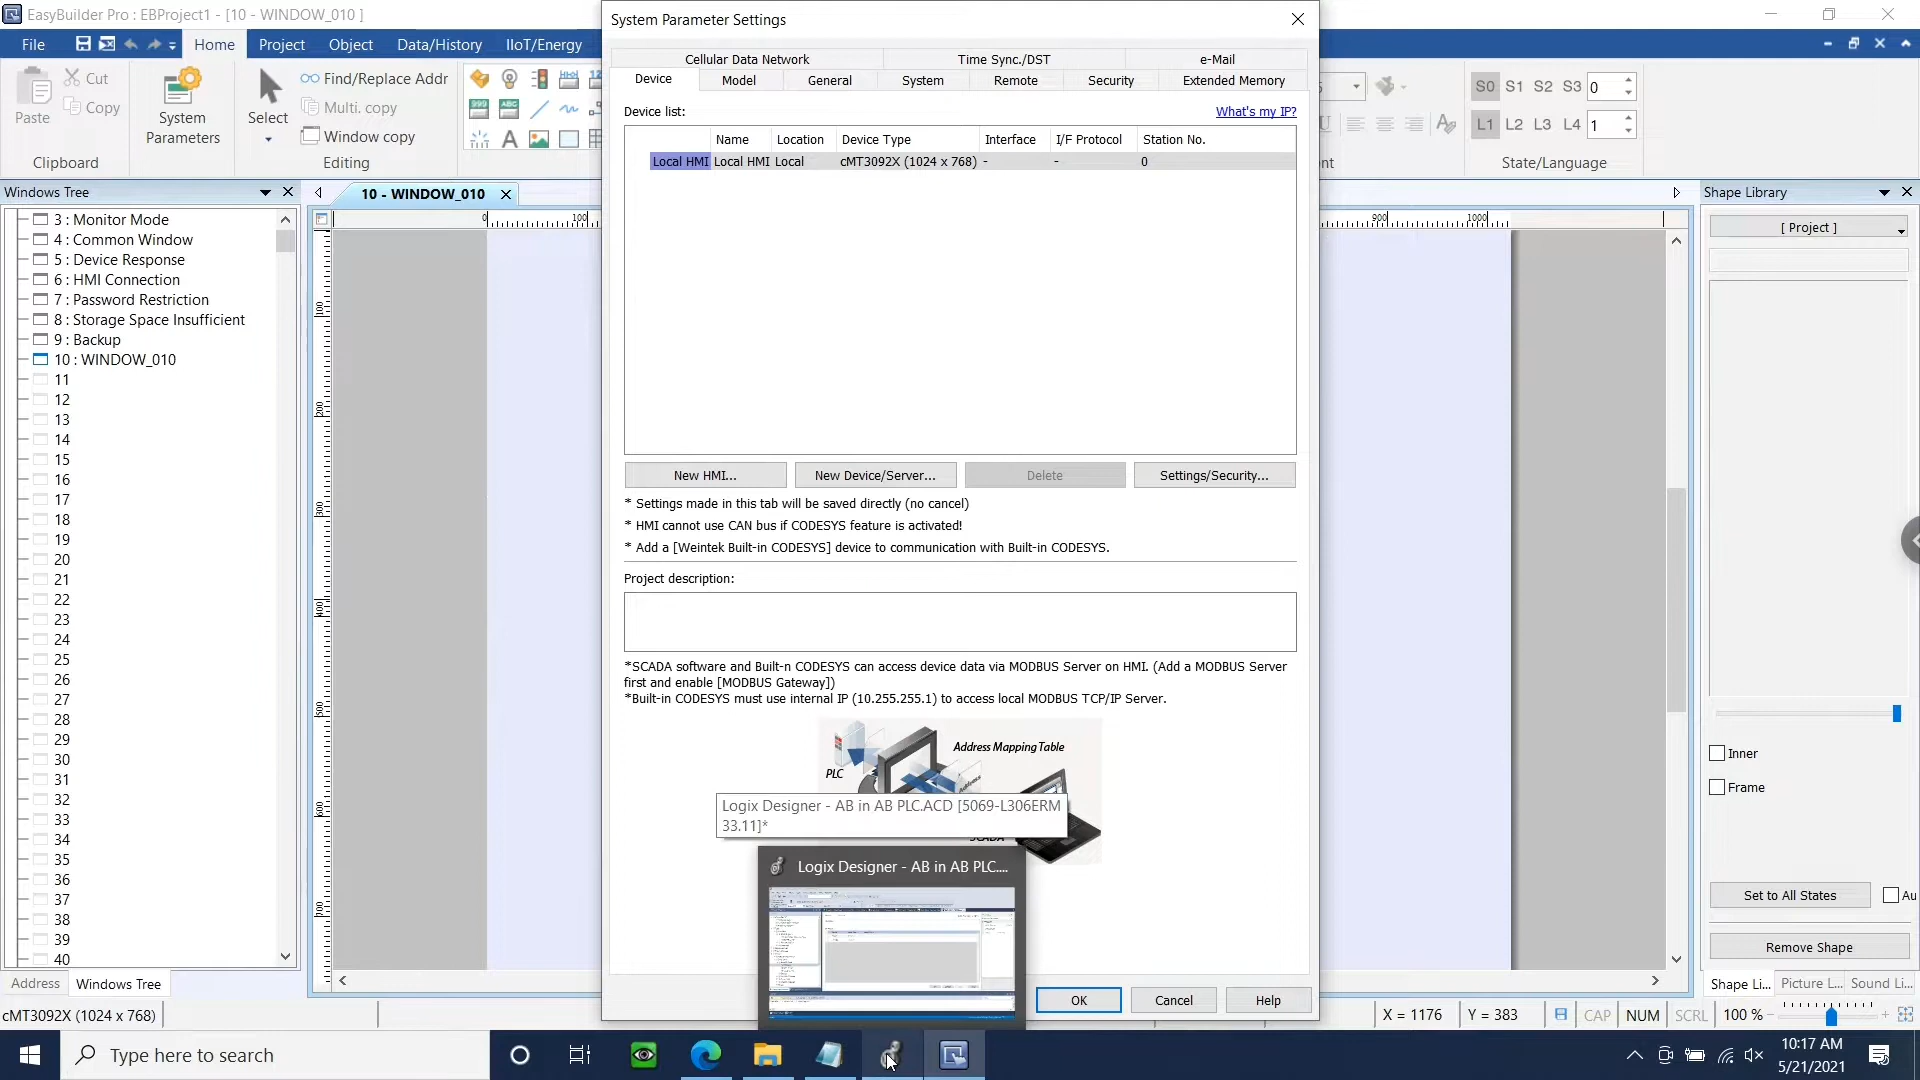 EasyBuilder Pro : EBProject1 - [10 - WINDOW_010 ]
File
Home
Project
Object
Data/History
IIoT/Energy
Paste
Cut
Copy
Clipboard
System
Parameters
Select
Find/Replace Addr
Multi. copy
Window copy
Editing
S0 S1 S2 S3 0
L1 L2 L3 L4 1
State/Language
Windows Tree
3 : Monitor Mode
4 : Common Window
5 : Device Response
6 : HMI Connection
7 : Password Restriction
8 : Storage Space Insufficient
9 : Backup
10 : WINDOW_010
11
12
13
14
15
16
17
18
19
20
21
22
23
24
25
26
27
28
29
30
31
32
33
34
35
36
37
38
39
40
Address
Windows Tree
10 - WINDOW_010
0
100
900
1000
100
200
300
400
500
600
700
System Parameter Settings
Cellular Data Network
Time Sync./DST
e-Mail
Device
Model
General
System
Remote
Security
Extended Memory
Device list:
What's my IP?
Name Location Device Type Interface I/F Protocol Station No.
Local HMI Local HMI Local cMT3092X (1024 x 768) - - 0
New HMI...
New Device/Server...
Delete
Settings/Security...
* Settings made in this tab will be saved directly (no cancel)
* HMI cannot use CAN bus if CODESYS feature is activated!
* Add a [Weintek Built-in CODESYS] device to communication with Built-in CODESYS.
Project description:
*SCADA software and Built-n CODESYS can access device data via MODBUS Server on HMI. (Add a MODBUS Server
first and enable [MODBUS Gateway])
*Built-in CODESYS must use internal IP (10.255.255.1) to access local MODBUS TCP/IP Server.
Address Mapping Table
PLC
Logix Designer - AB in AB PLC.ACD [5069-L306ERM
33.11]*
Logix Designer - AB in AB PLC....
OK
Cancel
Help
Shape Library
[ Project ]
Inner
Frame
Set to All States
Au
Remove Shape
Shape Li...
Picture L...
Sound Li...
cMT3092X (1024 x 768)
X = 1176
Y = 383
CAP
NUM
SCRL
100 %
Type here to search
10:17 AM
5/21/2021